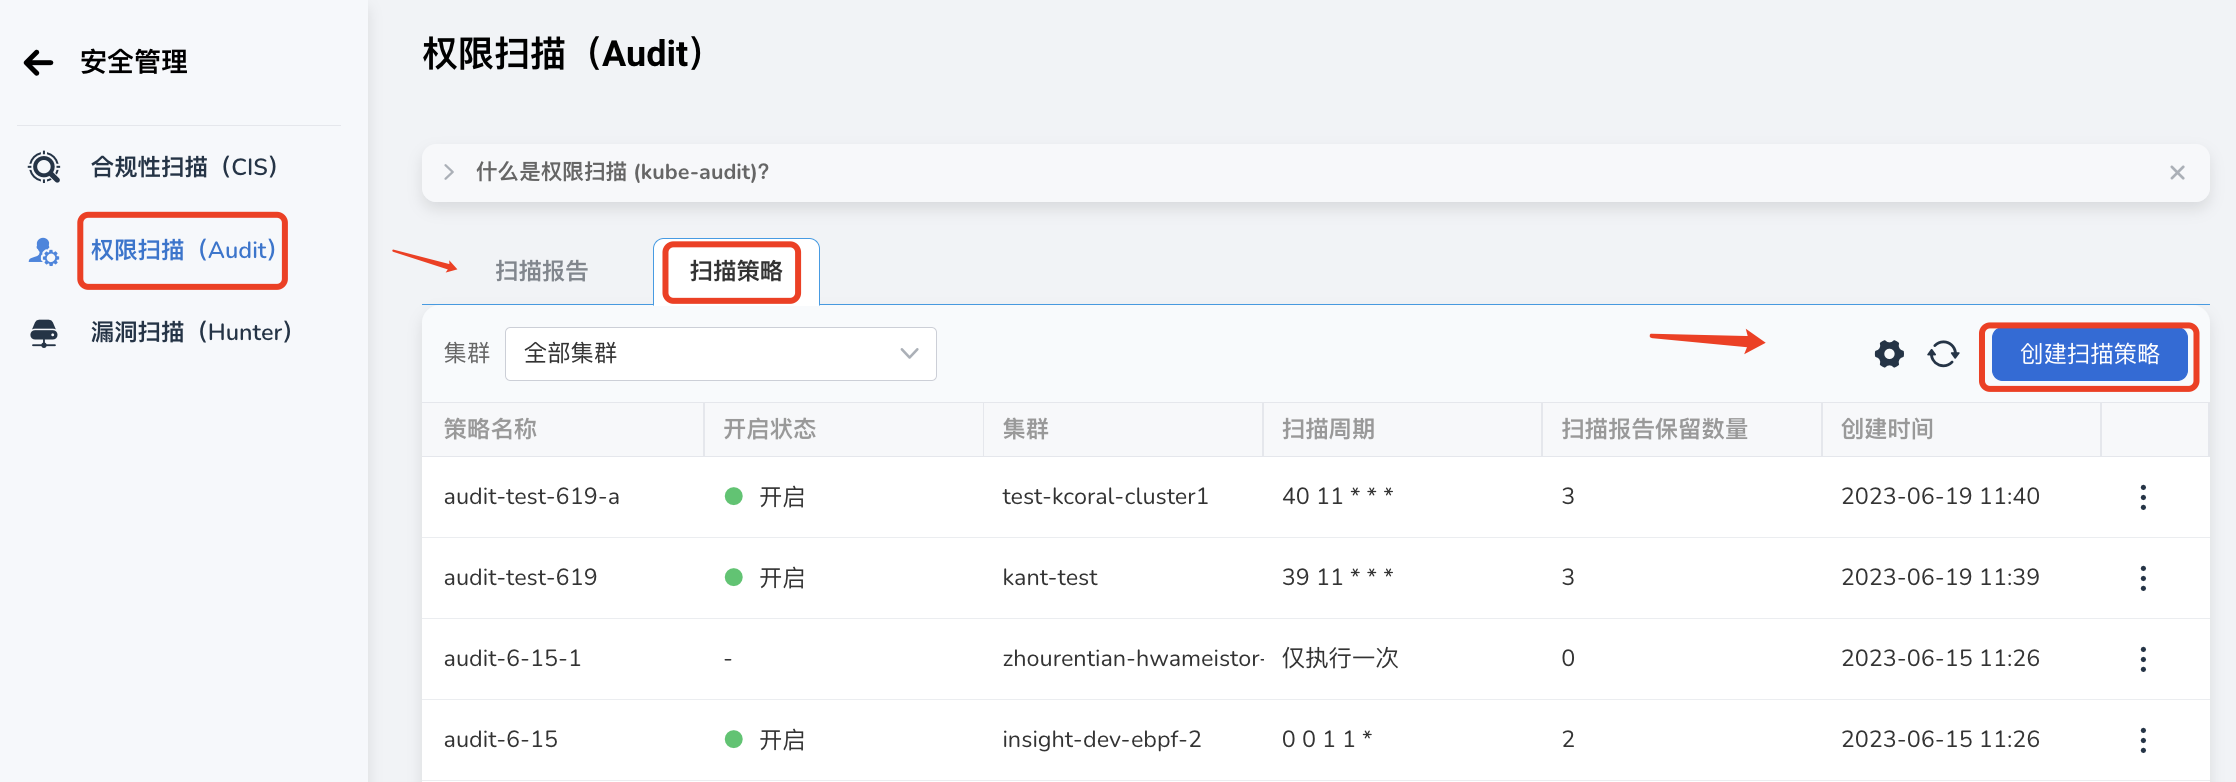 安全管理
合规性扫描（CIS）
权限扫描（Audit）
漏洞扫描（Hunter）
权限扫描（Audit）
什么是权限扫描 (kube-audit)?
扫描报告 扫描策略
集群 全部集群 创建扫描策略
策略名称 开启状态 集群 扫描周期 扫描报告保留数量 创建时间
audit-test-619-a 开启 test-kcoral-cluster1 40 11 * * * 3 2023-06-19 11:40
audit-test-619 开启 kant-test 39 11 * * * 3 2023-06-19 11:39
audit-6-15-1 - zhourentian-hwameistor- 仅执行一次 0 2023-06-15 11:26
audit-6-15 开启 insight-dev-ebpf-2 0 0 1 1 * 2 2023-06-15 11:26